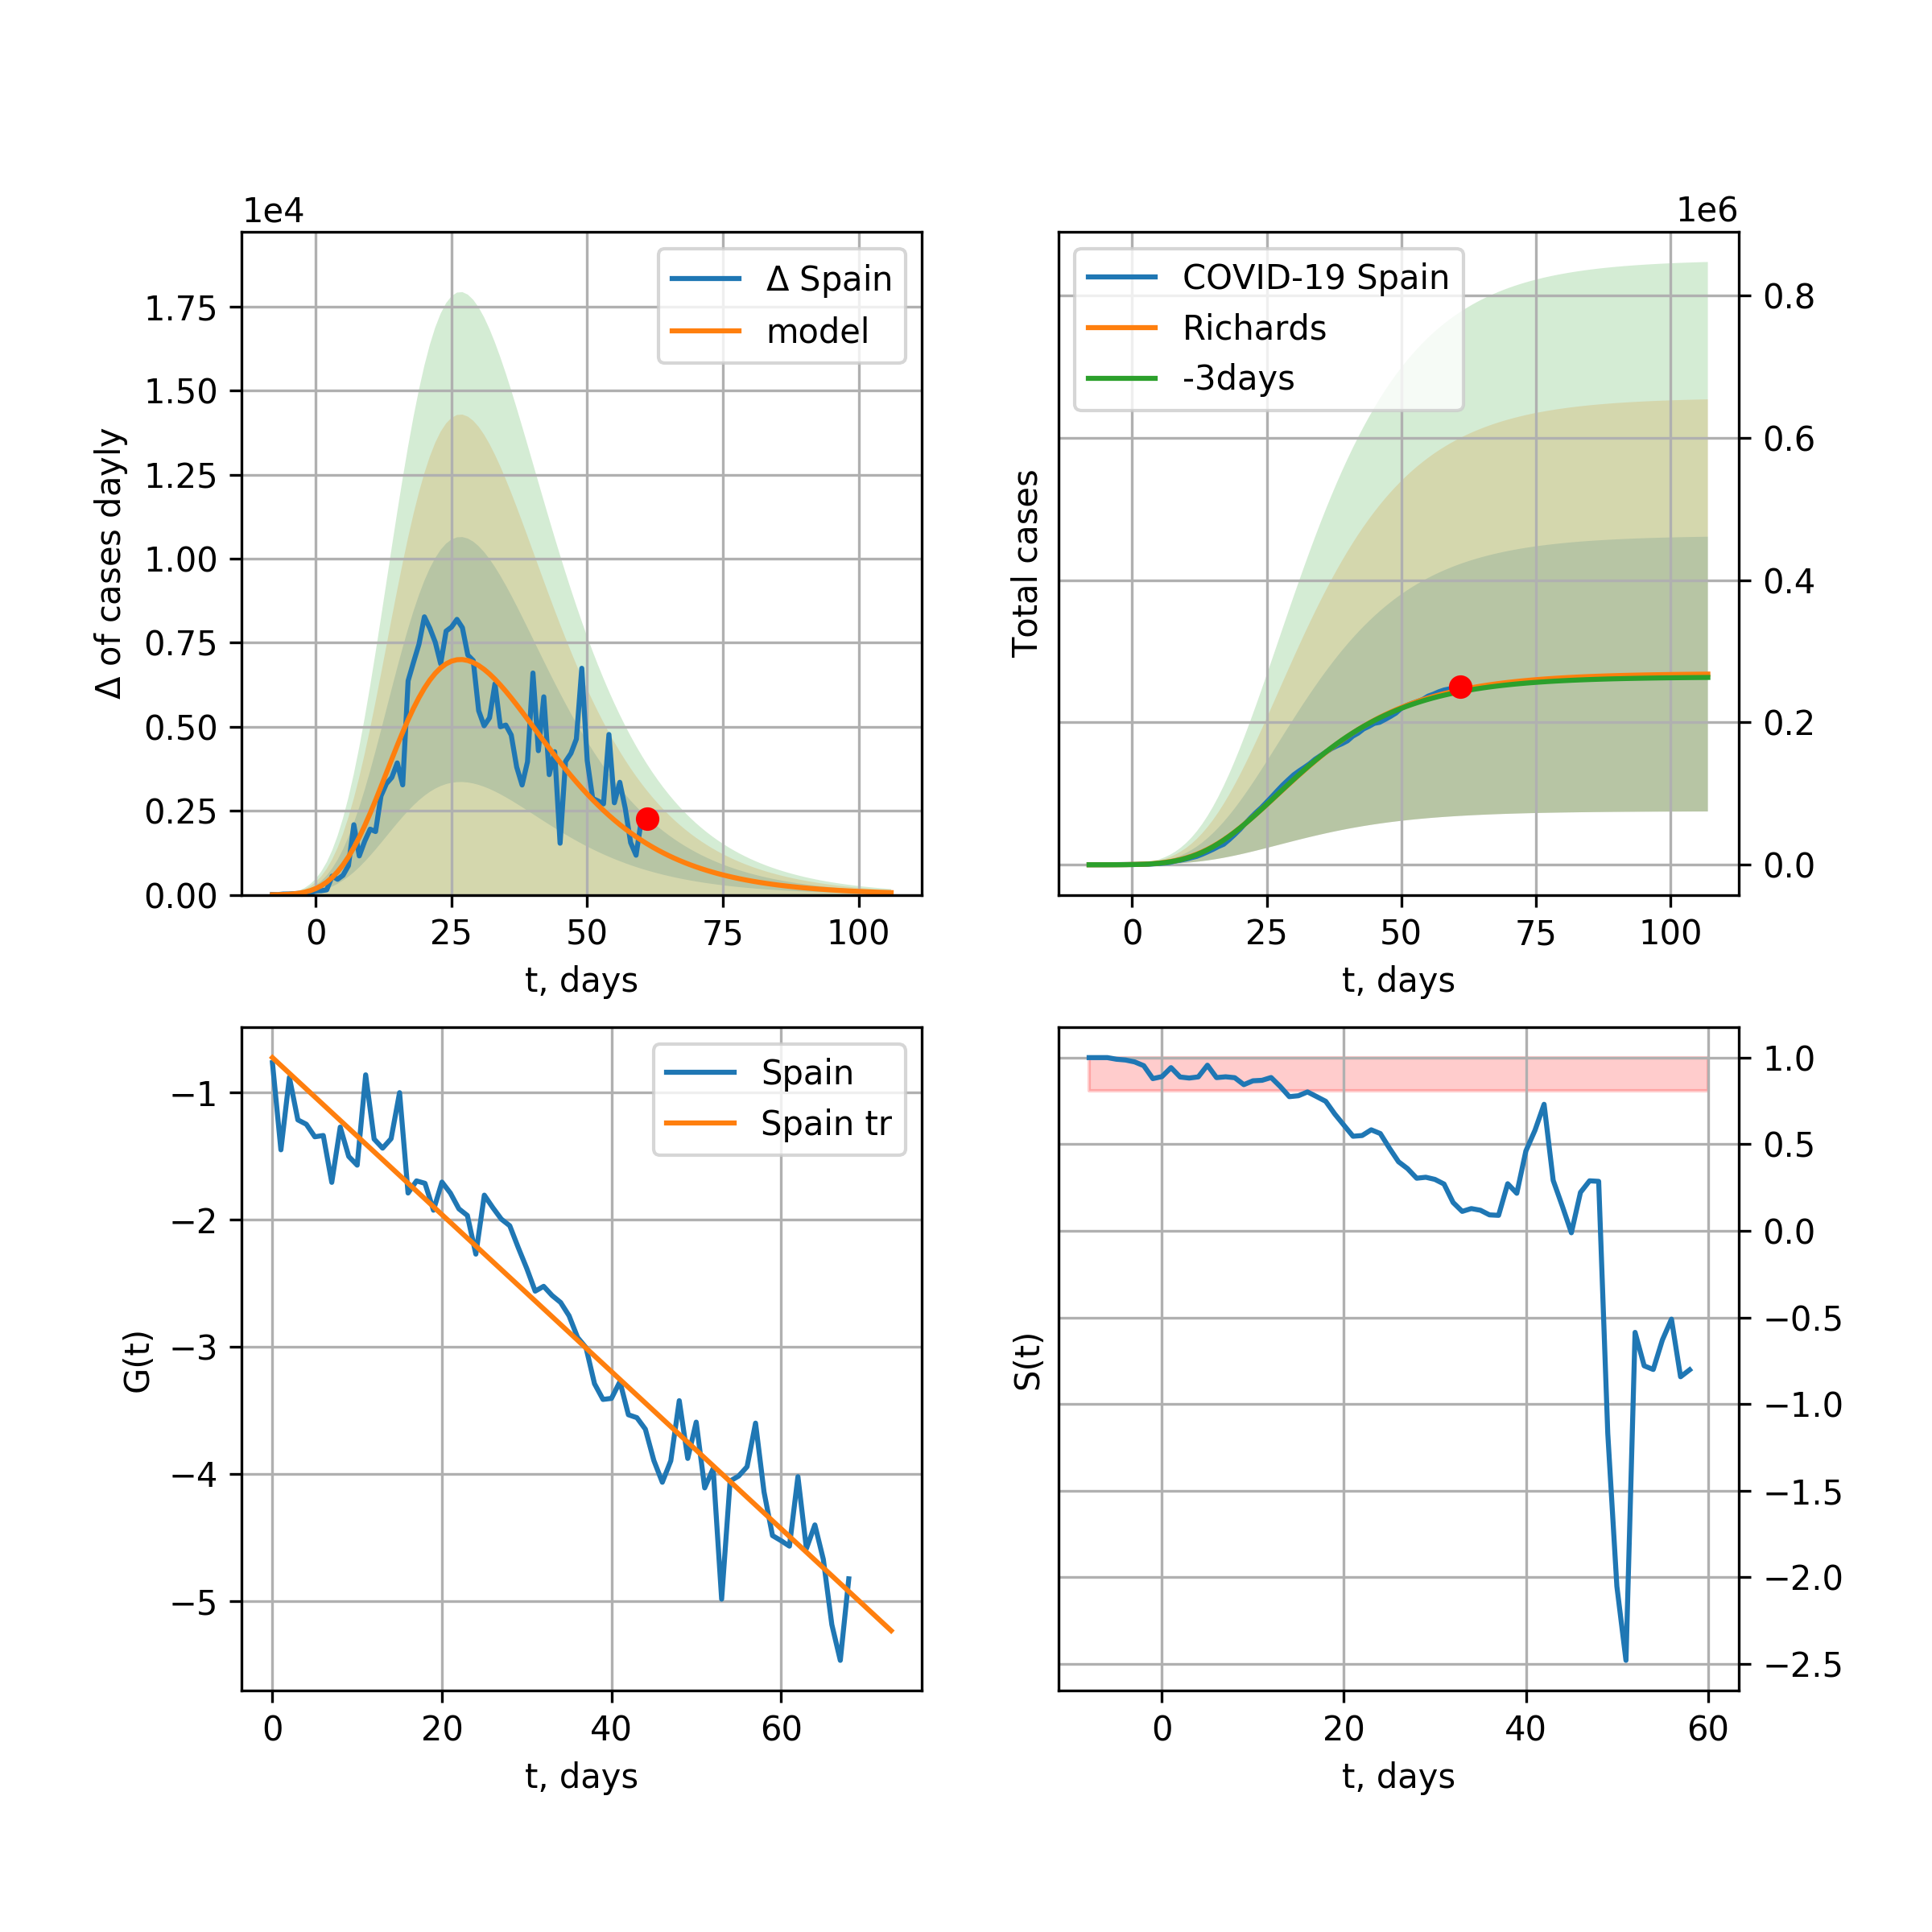 1e4
Δ of cases dayly
1.75
1.50
1.25
1.00
0.75
0.50
0.25
0.00
Δ Spain
model
0 25 50 75 100
t, days
1e6
Total cases
COVID-19 Spain
Richards
-3days
0.8
0.6
0.4
0.2
0.0
0 25 50 75 100
t, days
G(t)
−1
−2
−3
−4
−5
Spain
Spain tr
0 20 40 60
t, days
S(t)
1.0
0.5
0.0
−0.5
−1.0
−1.5
−2.0
−2.5
0 20 40 60
t, days